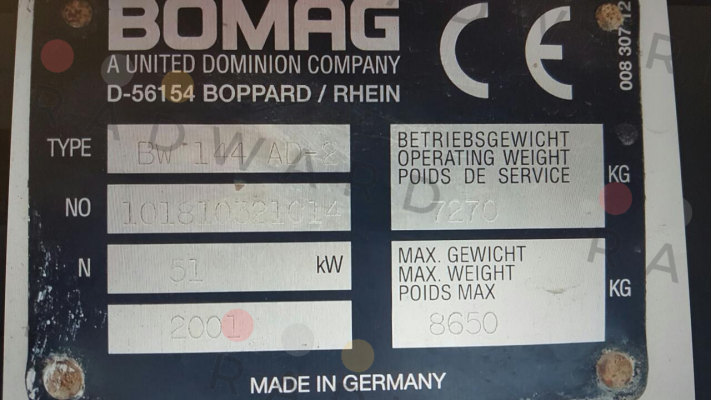 BOMAG
A UNITED DOMINION COMPANY
D-56154 BOPPARD / RHEIN
CE
008 307 12
TYPE BW 144 AD-2
NO 101810321014
N 51 kW
2001
BETRIEBSGEWICHT
OPERATING WEIGHT
POIDS DE SERVICE
7270 KG
MAX. GEWICHT
MAX. WEIGHT
POIDS MAX
8650 KG
MADE IN GERMANY
RADWARD